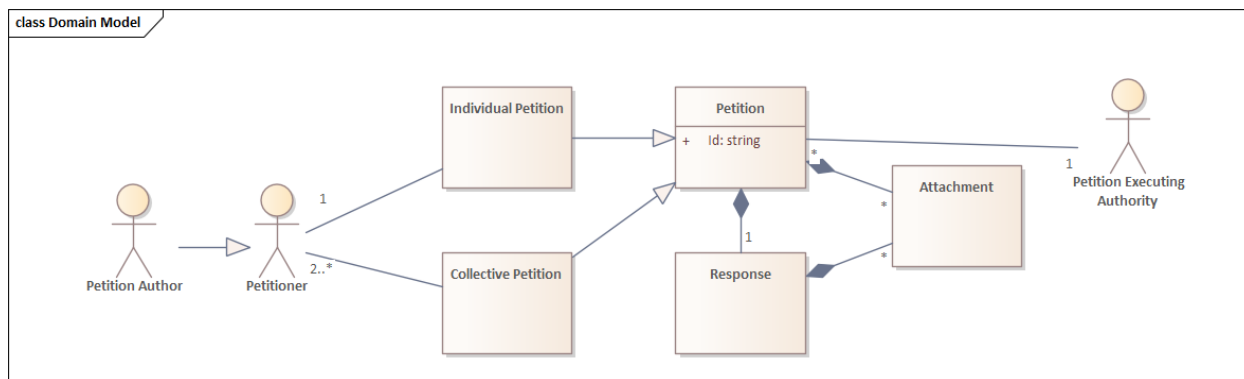 class Domain Model
Individual Petition
Petition
+ Id: string
*
1
Petition Executing
Authority
Attachment
*
*
1
2..*
1
Petition Author
Petitioner
Collective Petition
Response